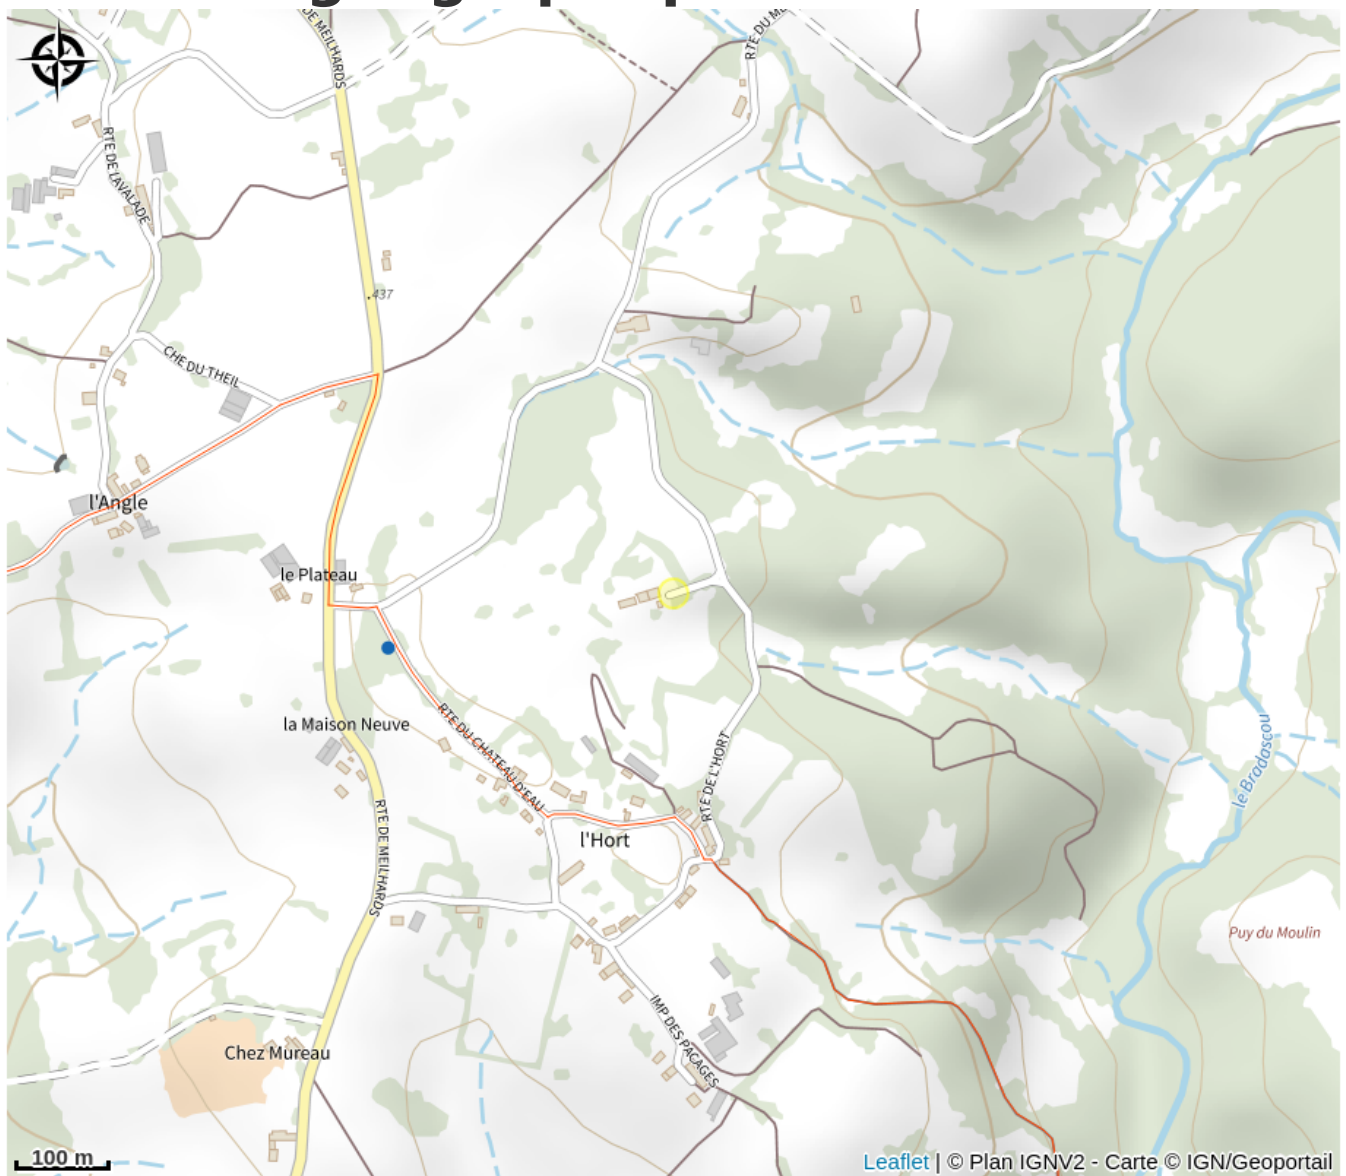 DE MEILHARDS
RTE DU
RTE DE LAVALADE
437
CHE DU THEIL
l'Angle
le Plateau
la Maison Neuve
RTE DU CHATEAU D'EAU
RTE DE L'HORT
le Bradascou
RTE DE MEILHARDS
l'Hort
Puy du Moulin
IMP DES PACAGES
Chez Mureau
100 m
Leaflet | © Plan IGNV2 - Carte © IGN/Geoportail